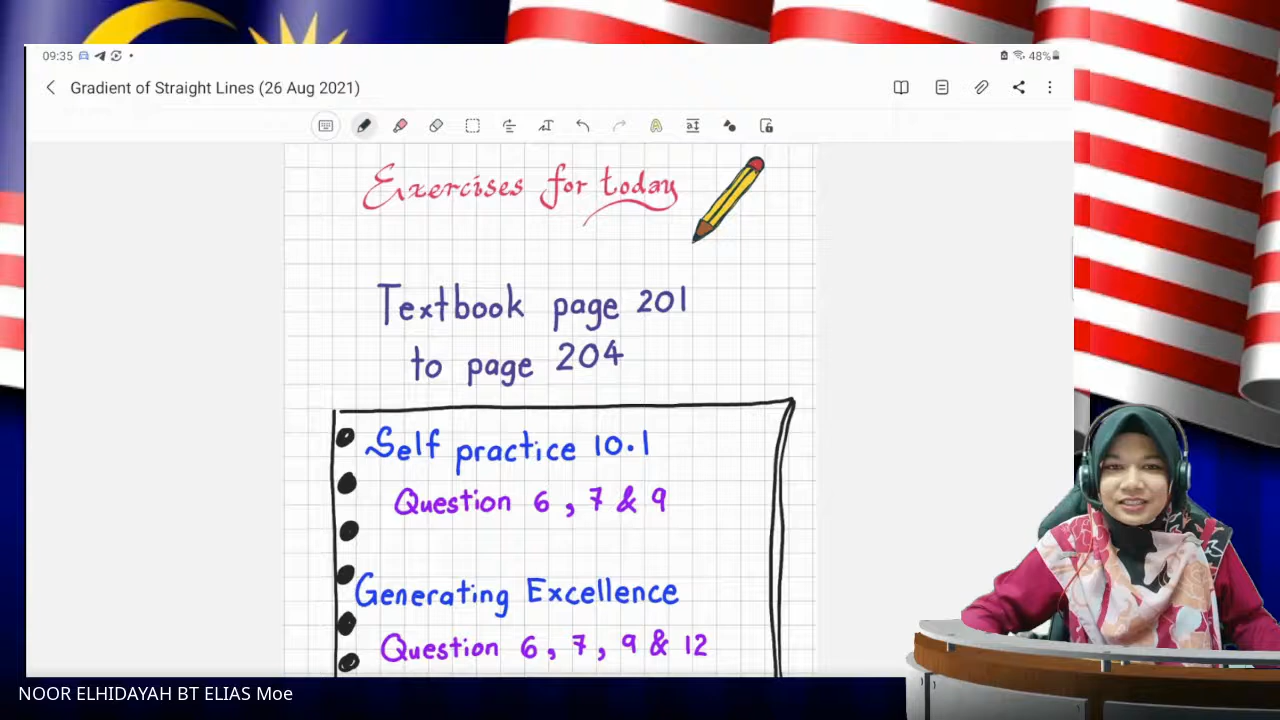 09:35
48%
Gradient of Straight Lines (26 Aug 2021)
Exercises for today
Textbook page 201
to page 204
Self practice 10.1
Question 6, 7 & 9
Generating Excellence
Question 6, 7, 9 & 12
NOOR ELHIDAYAH BT ELIAS Moe